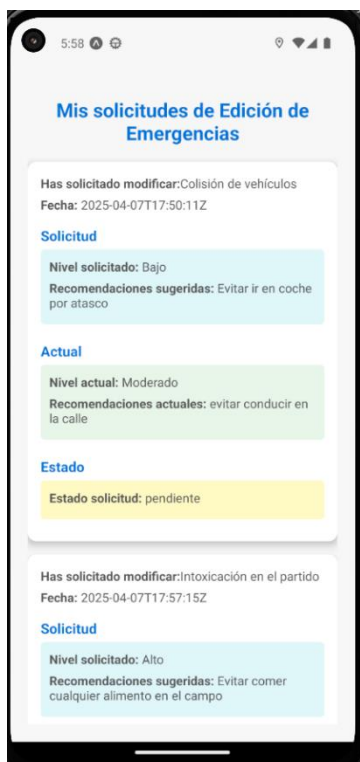 5:58
Mis solicitudes de Edición de
Emergencias
Has solicitado modificar:Colisión de vehículos
Fecha: 2025-04-07T17:50:11Z
Solicitud
Nivel solicitado: Bajo
Recomendaciones sugeridas: Evitar ir en coche
por atasco
Actual
Nivel actual: Moderado
Recomendaciones actuales: evitar conducir en
la calle
Estado
Estado solicitud: pendiente
Has solicitado modificar:Intoxicación en el partido
Fecha: 2025-04-07T17:57:15Z
Solicitud
Nivel solicitado: Alto
Recomendaciones sugeridas: Evitar comer
cualquier alimento en el campo